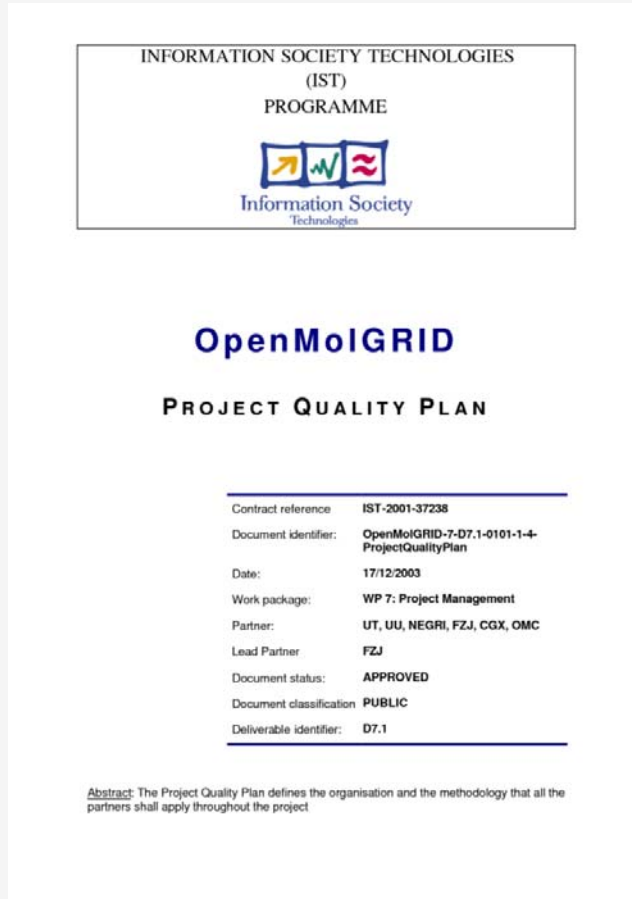 INFORMATION SOCIETY TECHNOLOGIES
(IST)
PROGRAMME
Information Society
Technologies
OpenMolGRID
PROJECT QUALITY PLAN
Contract reference IST-2001-37238
Document identifier: OpenMolGRID-7-D7.1-0101-1-4-
ProjectQualityPlan
Date: 17/12/2003
Work package: WP 7: Project Management
Partner: UT, UU, NEGRI, FZJ, CGX, OMC
Lead Partner FZJ
Document status: APPROVED
Document classification PUBLIC
Deliverable identifier: D7.1
Abstract: The Project Quality Plan defines the organisation and the methodology that all the
partners shall apply throughout the project